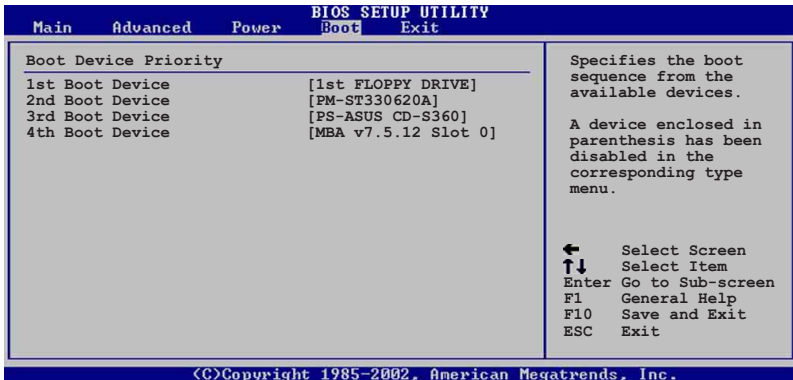 BIOS SETUP UTILITY
Main Advanced Power Boot Exit
Boot Device Priority
1st Boot Device [1st FLOPPY DRIVE]
2nd Boot Device [PM-ST330620A]
3rd Boot Device [PS-ASUS CD-S360]
4th Boot Device [MBA v7.5.12 Slot 0]
Specifies the boot
sequence from the
available devices.
A device enclosed in
parenthesis has been
disabled in the
corresponding type
menu.
← Select Screen
↑↓ Select Item
Enter Go to Sub-screen
F1 General Help
F10 Save and Exit
ESC Exit
(C)Copyright 1985-2002, American Megatrends, Inc.